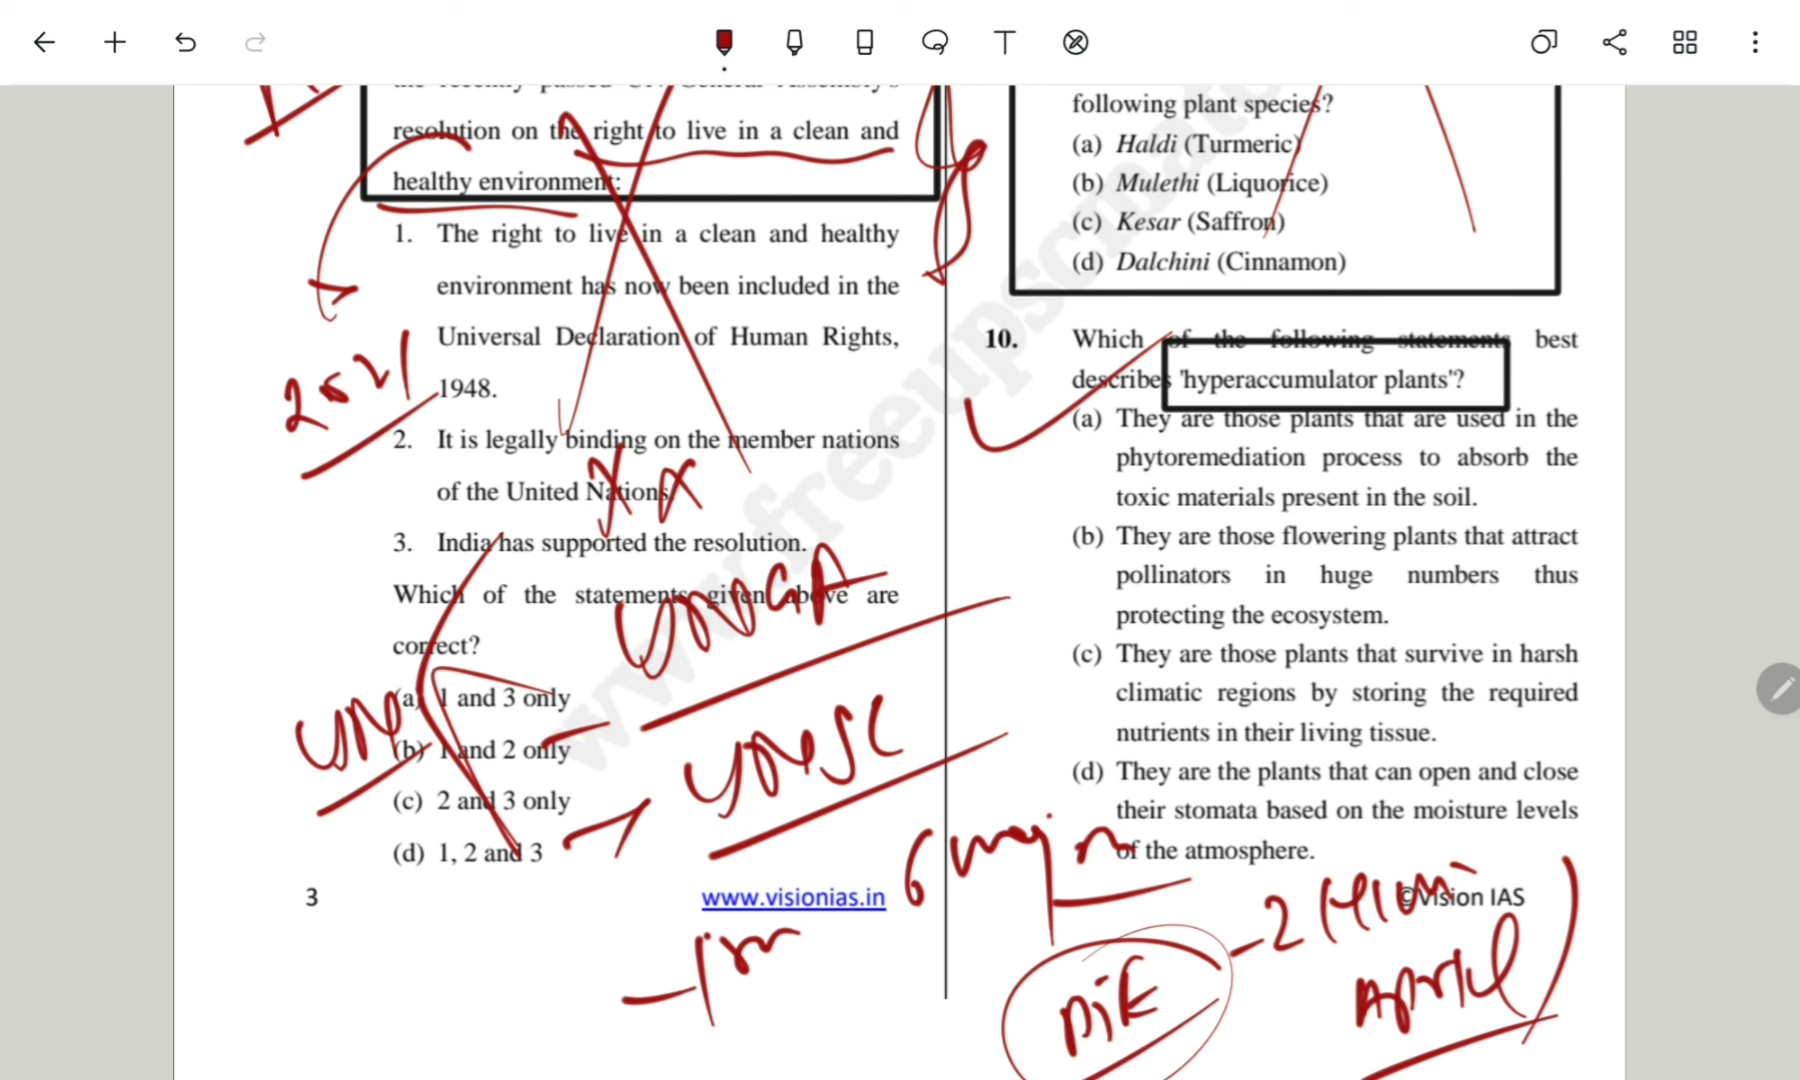 resolution on the right to live in a clean and
healthy environment:
1. The right to live in a clean and healthy
environment has now been included in the
Universal Declaration of Human Rights,
1948.
2. It is legally binding on the member nations
of the United Nations.
3. India has supported the resolution.
Which of the statements given above are
correct?
(a) 1 and 3 only
(b) 1 and 2 only
(c) 2 and 3 only
(d) 1, 2 and 3
2021
UNGA
UNSC
3
www.visionias.in
following plant species?
(a) Haldi (Turmeric)
(b) Mulethi (Liquorice)
(c) Kesar (Saffron)
(d) Dalchini (Cinnamon)
10. Which of the following statements best
describes 'hyperaccumulator plants'?
(a) They are those plants that are used in the
phytoremediation process to absorb the
toxic materials present in the soil.
(b) They are those flowering plants that attract
pollinators in huge numbers thus
protecting the ecosystem.
(c) They are those plants that survive in harsh
climatic regions by storing the required
nutrients in their living tissue.
(d) They are the plants that can open and close
their stomata based on the moisture levels
of the atmosphere.
©Vision IAS
April